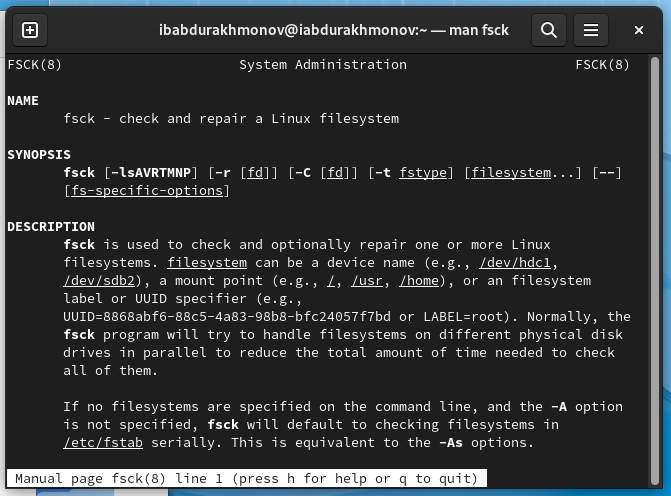 ibabdurakhmonov@iabdurakhmonov:~ — man fsck
FSCK(8) System Administration FSCK(8)
NAME
fsck - check and repair a Linux filesystem
SYNOPSIS
fsck [-lsAVRTMNP] [-r [fd]] [-C [fd]] [-t fstype] [filesystem...] [--]
[fs-specific-options]
DESCRIPTION
fsck is used to check and optionally repair one or more Linux
filesystems. filesystem can be a device name (e.g., /dev/hdc1,
/dev/sdb2), a mount point (e.g., /, /usr, /home), or an filesystem
label or UUID specifier (e.g.,
UUID=8868abf6-88c5-4a83-98b8-bfc24057f7bd or LABEL=root). Normally, the
fsck program will try to handle filesystems on different physical disk
drives in parallel to reduce the total amount of time needed to check
all of them.
If no filesystems are specified on the command line, and the -A option
is not specified, fsck will default to checking filesystems in
/etc/fstab serially. This is equivalent to the -As options.
Manual page fsck(8) line 1 (press h for help or q to quit)